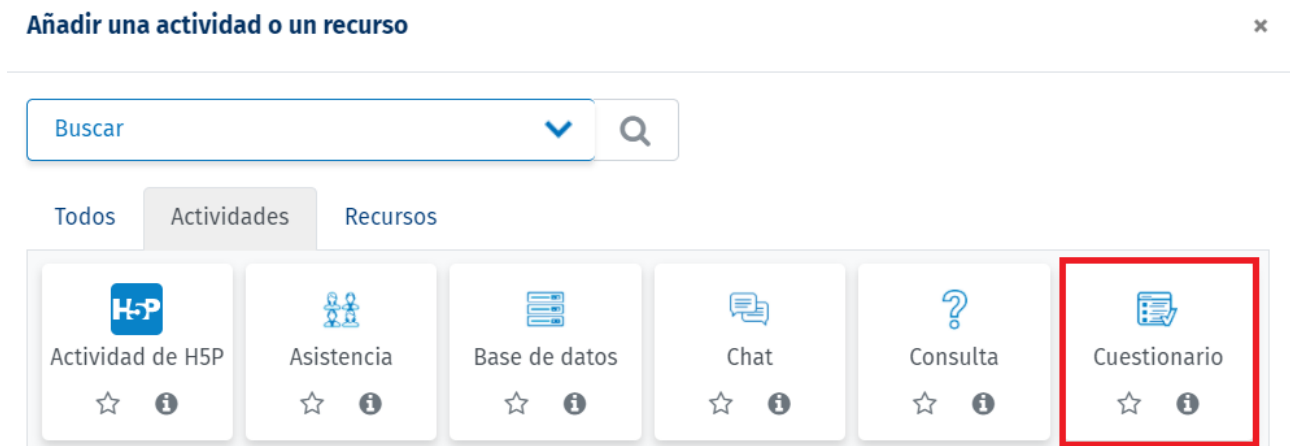 Añadir una actividad o un recurso ×
Buscar
Todos Actividades Recursos
H5P
Actividad de H5P Asistencia Base de datos Chat Consulta Cuestionario